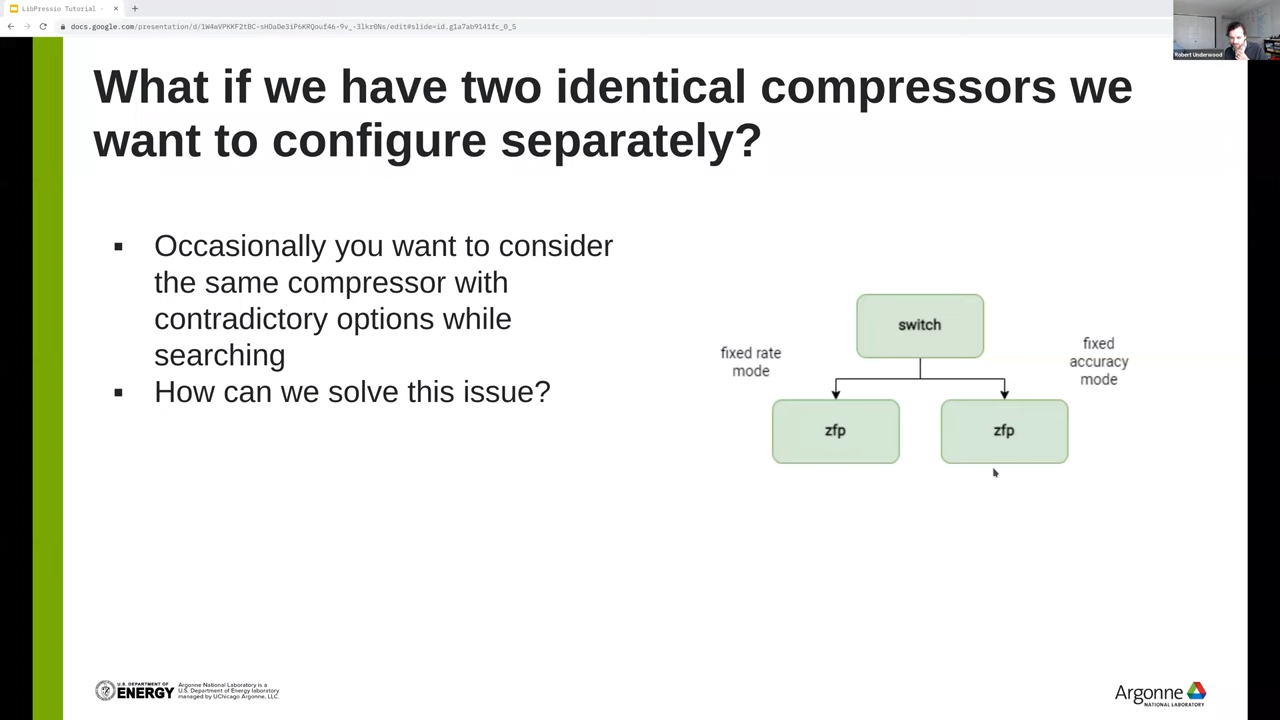 LibPressio Tutorial -
docs.google.com/presentation/d/1W4wVPKKF2tBC-sHDaDe3iP6KRQouf46-9v_-3lkr0Ns/edit#slide=id.g1a7ab9141fc_0_5
Robert Underwood
What if we have two identical compressors we
want to configure separately?
▪ Occasionally you want to consider
the same compressor with
contradictory options while
searching
▪ How can we solve this issue?
switch
fixed rate
mode
fixed
accuracy
mode
zfp
zfp
U.S. DEPARTMENT OF
ENERGY
Argonne National Laboratory is a
U.S. Department of Energy laboratory
managed by UChicago Argonne, LLC.
Argonne
NATIONAL LABORATORY